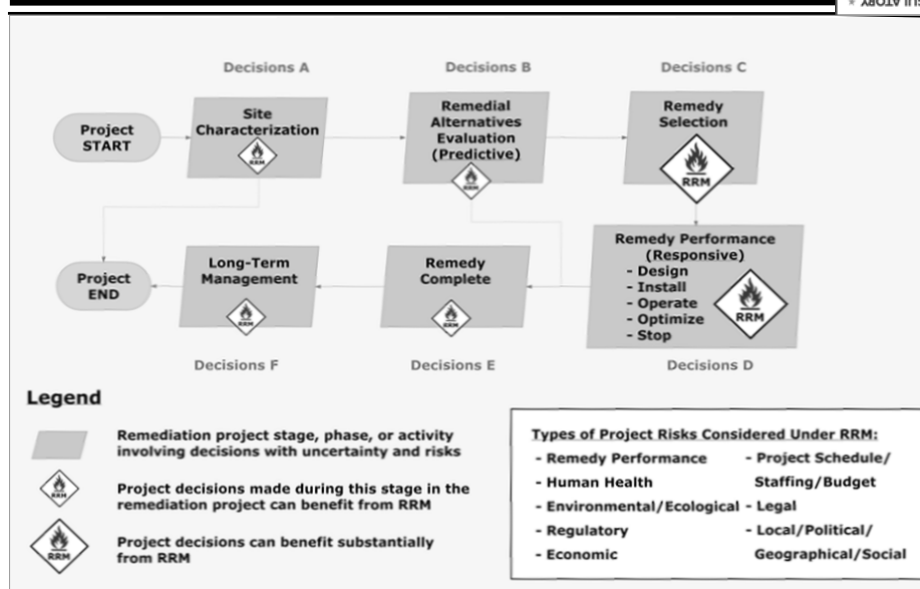 ULATORY *
Decisions A
Decisions B
Decisions C
Project
START
Site
Characterization
RRM
Remedial
Alternatives
Evaluation
(Predictive)
RRM
Remedy
Selection
RRM
Project
END
Long-Term
Management
RRM
Remedy
Complete
RRM
Remedy Performance
(Responsive)
- Design
- Install
- Operate
- Optimize
- Stop
RRM
Decisions F
Decisions E
Decisions D
Legend
Remediation project stage, phase, or activity
involving decisions with uncertainty and risks
RRM
Project decisions made during this stage in the
remediation project can benefit from RRM
RRM
Project decisions can benefit substantially
from RRM
Types of Project Risks Considered Under RRM:
- Remedy Performance
- Human Health
- Environmental/Ecological
- Regulatory
- Economic
- Project Schedule/
Staffing/Budget
- Legal
- Local/Political/
Geographical/Social